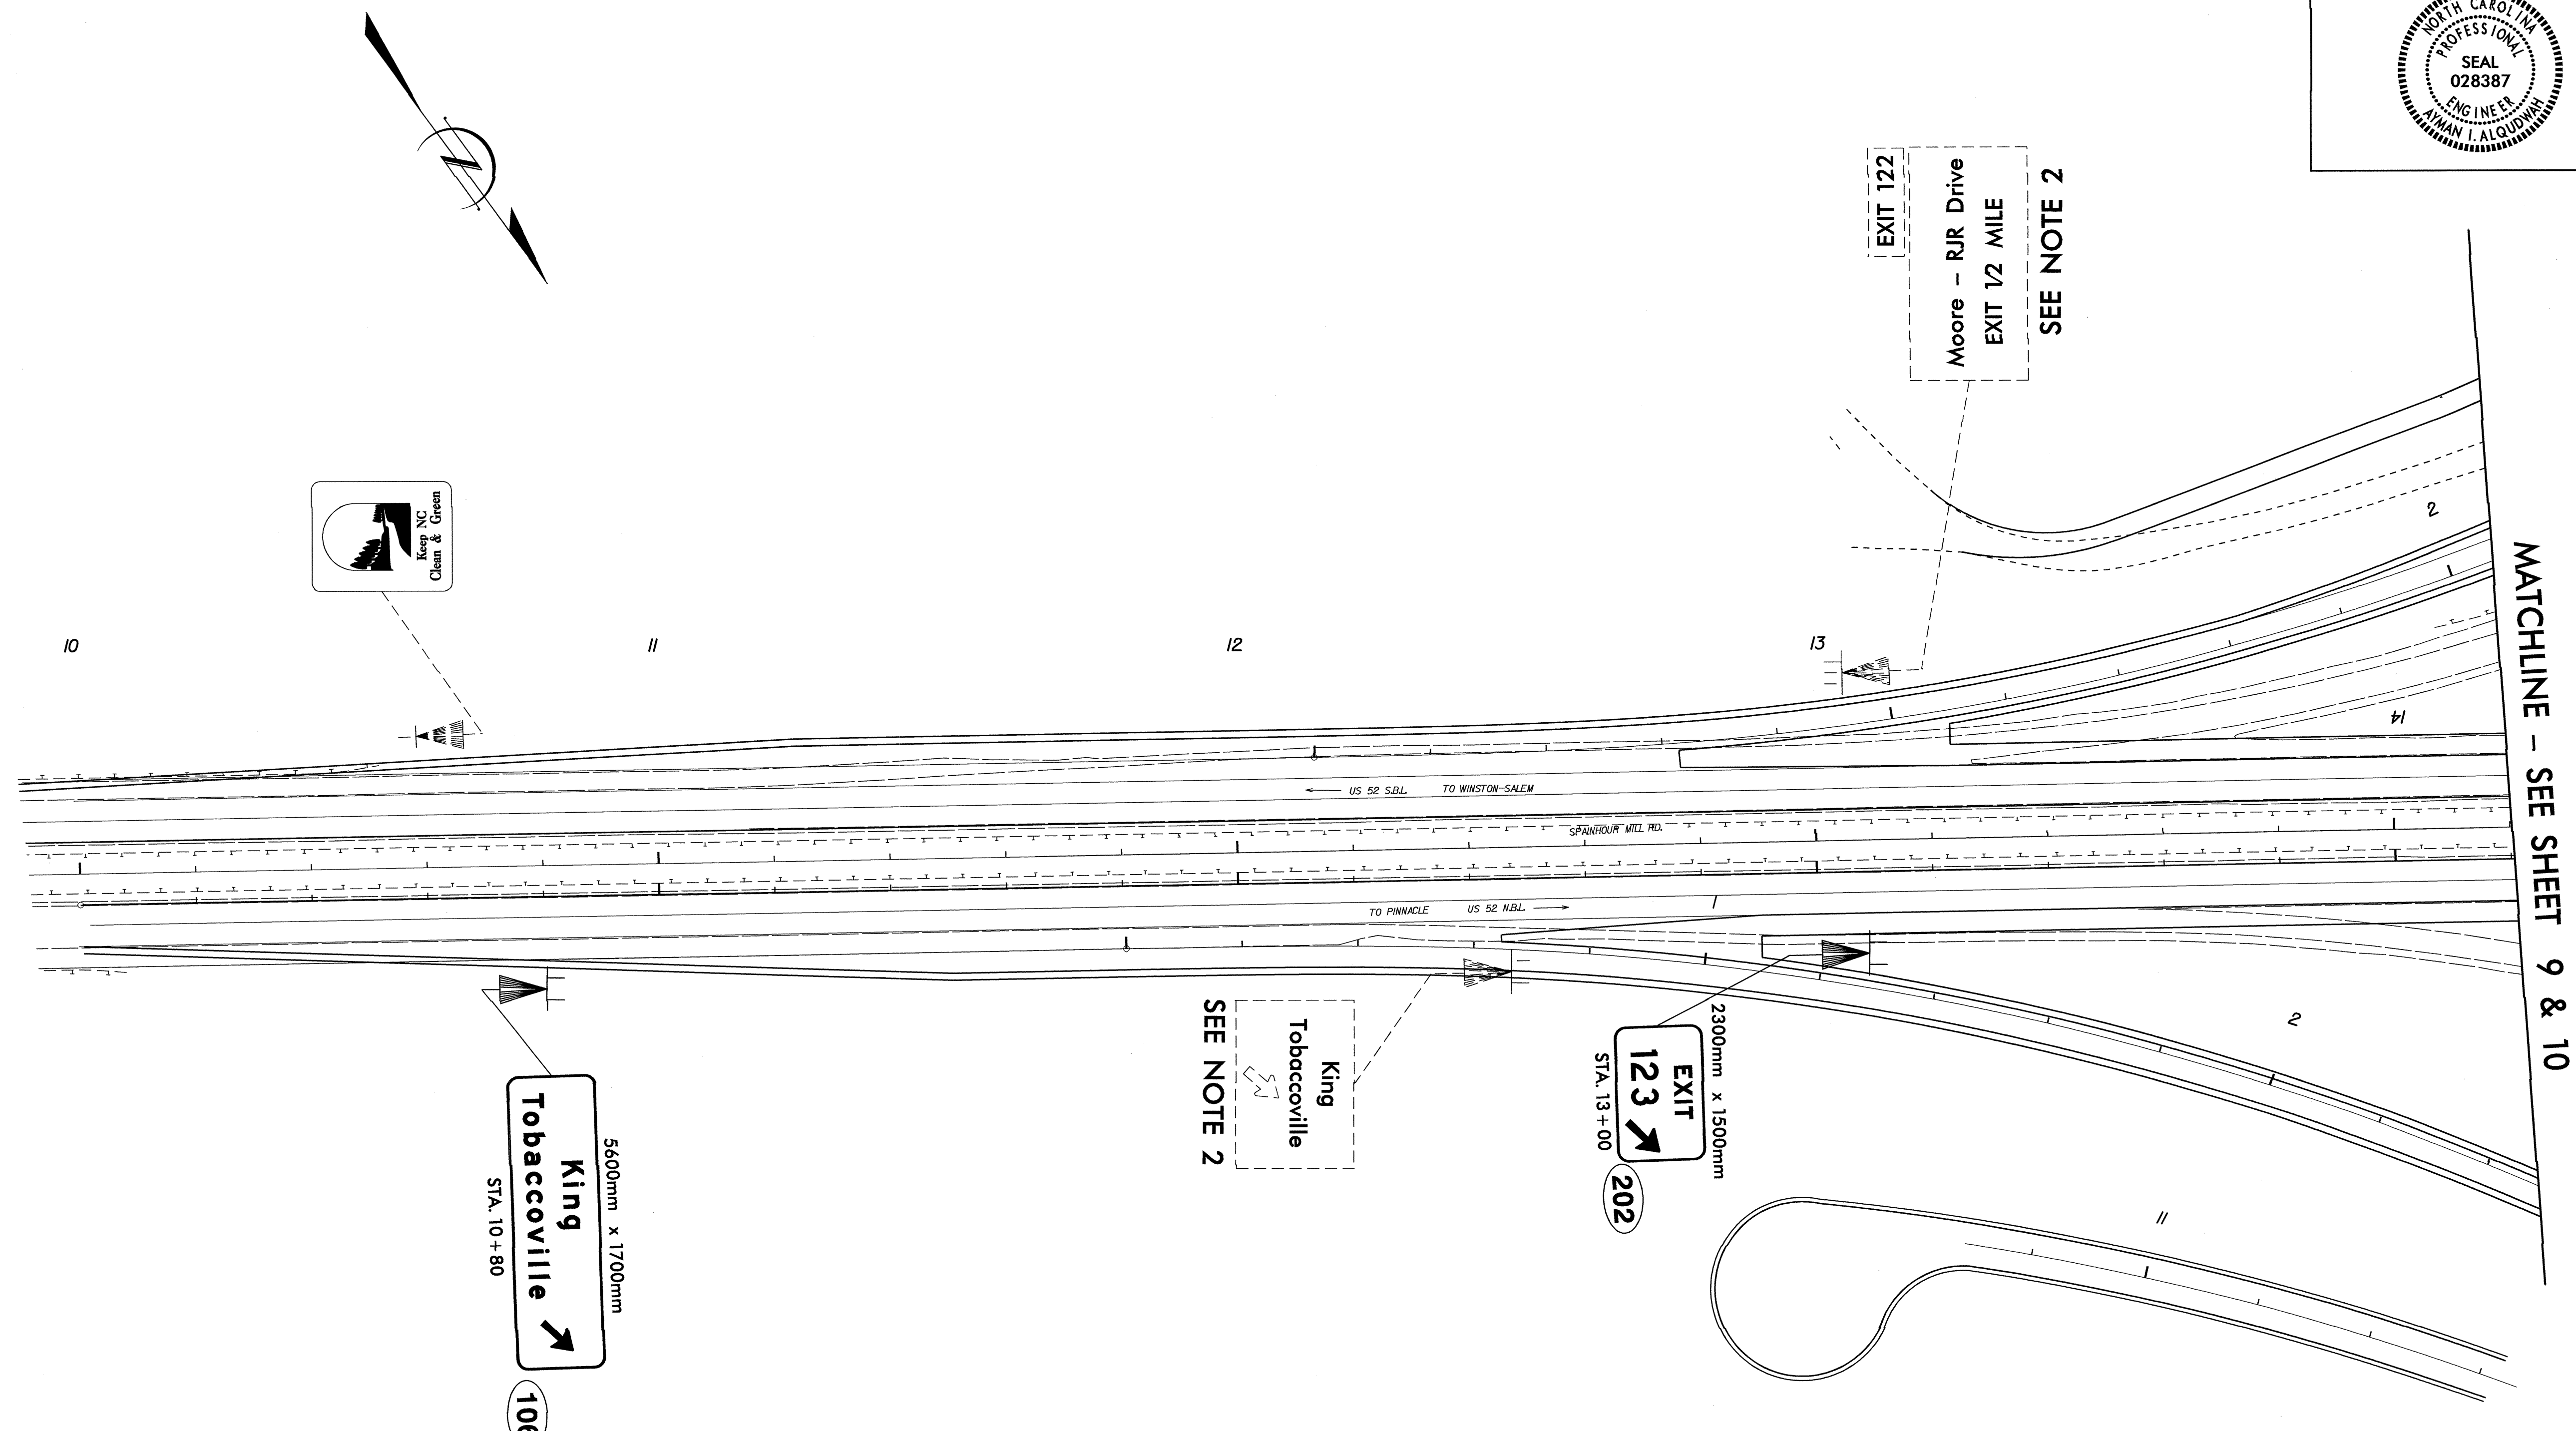 NORTH CAROLINA
PROFESSIONAL
SEAL
028387
ENGINEER
AYMAN I. ALQUDWAH
EXIT 122
Moore - RJR Drive
EXIT 1/2 MILE
SEE NOTE 2
Keep NC
Clean & Green
10
11
12
13
2
1
14
MATCHLINE - SEE SHEET 9 & 10
US 52 S.B.L.
TO WINSTON-SALEM
SPAINHOUR MILL RD.
TO PINNACLE
US 52 N.B.L.
1
2
11
King
Tobaccoville
SEE NOTE 2
2300mm x 1500mm
EXIT
123
STA. 13+00
202
5600mm x 1700mm
King
Tobaccoville
STA. 10+80